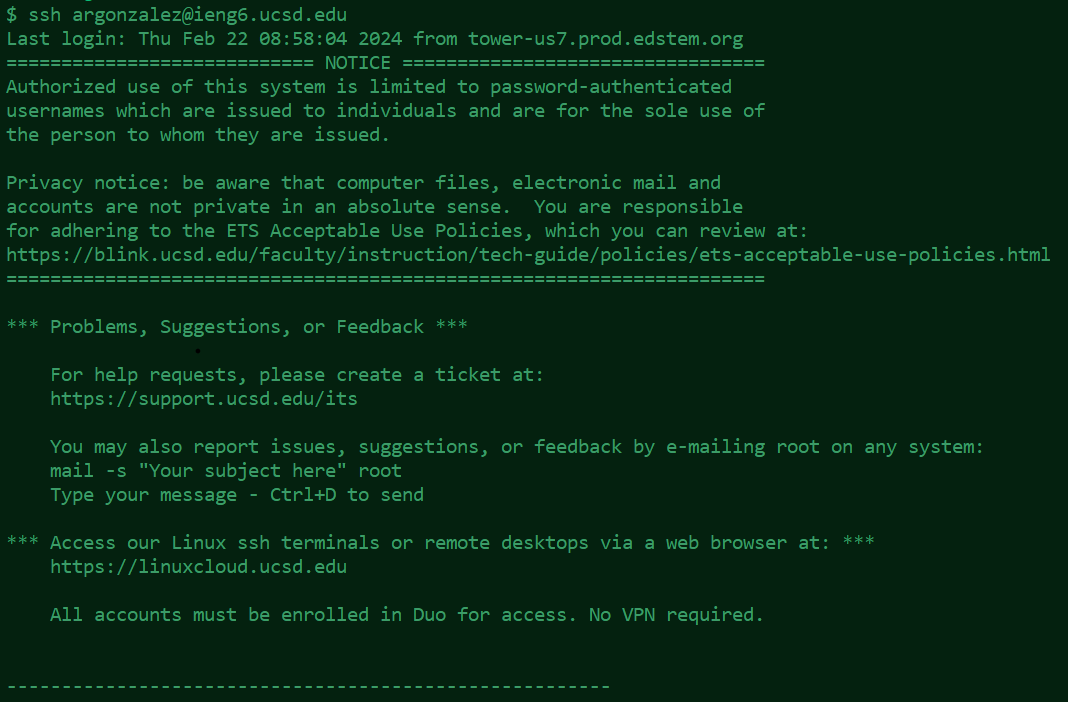 $ ssh argonzalez@ieng6.ucsd.edu
Last login: Thu Feb 22 08:58:04 2024 from tower-us7.prod.edstem.org
============================ NOTICE =================================
Authorized use of this system is limited to password-authenticated
usernames which are issued to individuals and are for the sole use of
the person to whom they are issued.

Privacy notice: be aware that computer files, electronic mail and
accounts are not private in an absolute sense.  You are responsible
for adhering to the ETS Acceptable Use Policies, which you can review at:
https://blink.ucsd.edu/faculty/instruction/tech-guide/policies/ets-acceptable-use-policies.html
=====================================================================

*** Problems, Suggestions, or Feedback ***

    For help requests, please create a ticket at:
    https://support.ucsd.edu/its

    You may also report issues, suggestions, or feedback by e-mailing root on any system:
    mail -s "Your subject here" root
    Type your message - Ctrl+D to send

*** Access our Linux ssh terminals or remote desktops via a web browser at: ***
    https://linuxcloud.ucsd.edu

    All accounts must be enrolled in Duo for access. No VPN required.


-------------------------------------------------------